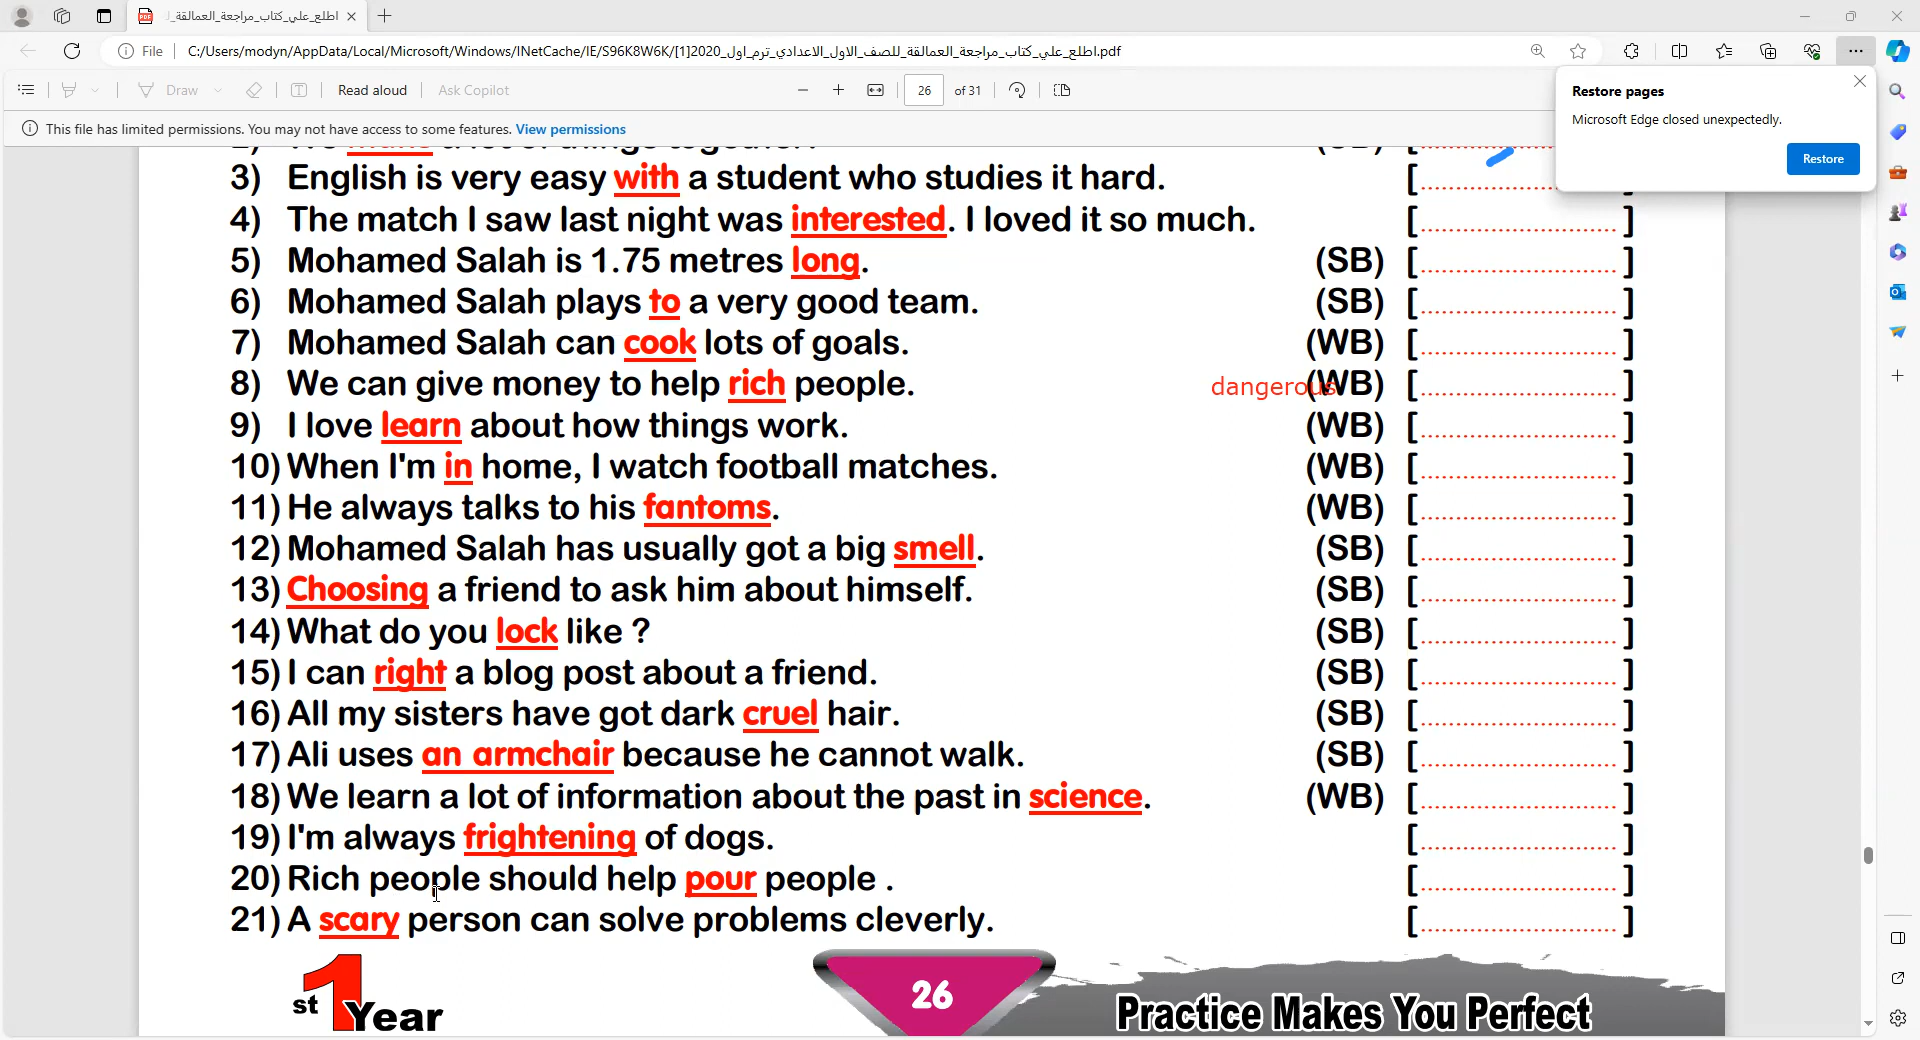 اطلع_علي_كتاب_مراجعة_العمالقة_ل
File
C:/Users/modyn/AppData/Local/Microsoft/Windows/INetCache/IE/S96K8W6K/[1]2020_اطلع_علي_كتاب_مراجعة_العمالقة_للصف_الاول_الاعدادي_ترم_اول.pdf
Draw
Read aloud
Ask Copilot
26 of 31
This file has limited permissions. You may not have access to some features. View permissions
Restore pages
Microsoft Edge closed unexpectedly.
Restore
3) English is very easy with a student who studies it hard. [.............................]
4) The match I saw last night was interested. I loved it so much. [.............................]
5) Mohamed Salah is 1.75 metres long. (SB) [.............................]
6) Mohamed Salah plays to a very good team. (SB) [.............................]
7) Mohamed Salah can cook lots of goals. (WB) [.............................]
8) We can give money to help rich people. dangerous (WB) [.............................]
9) I love learn about how things work. (WB) [.............................]
10) When I'm in home, I watch football matches. (WB) [.............................]
11) He always talks to his fantoms. (WB) [.............................]
12) Mohamed Salah has usually got a big smell. (SB) [.............................]
13) Choosing a friend to ask him about himself. (SB) [.............................]
14) What do you lock like ? (SB) [.............................]
15) I can right a blog post about a friend. (SB) [.............................]
16) All my sisters have got dark cruel hair. (SB) [.............................]
17) Ali uses an armchair because he cannot walk. (SB) [.............................]
18) We learn a lot of information about the past in science. (WB) [.............................]
19) I'm always frightening of dogs. [.............................]
20) Rich people should help pour people . [.............................]
21) A scary person can solve problems cleverly. [.............................]
1st Year
26
Practice Makes You Perfect